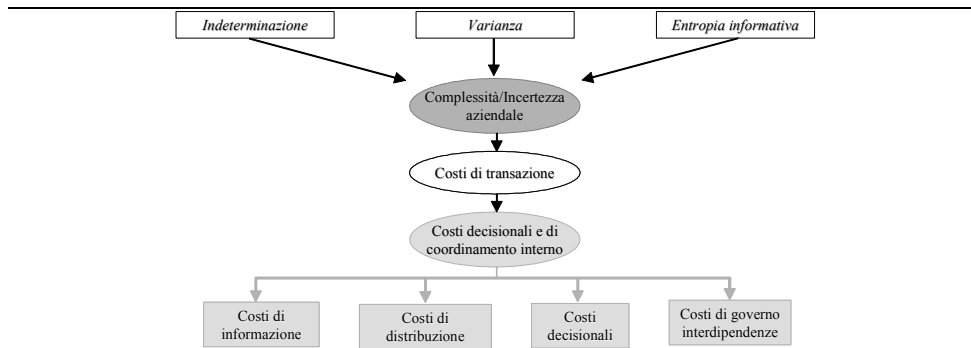 Indeterminazione
Varianza
Entropia informativa
Complessità/Incertezza
aziendale
Costi di transazione
Costi decisionali e di
coordinamento interno
Costi di
informazione
Costi di
distribuzione
Costi
decisionali
Costi di governo
interdipendenze